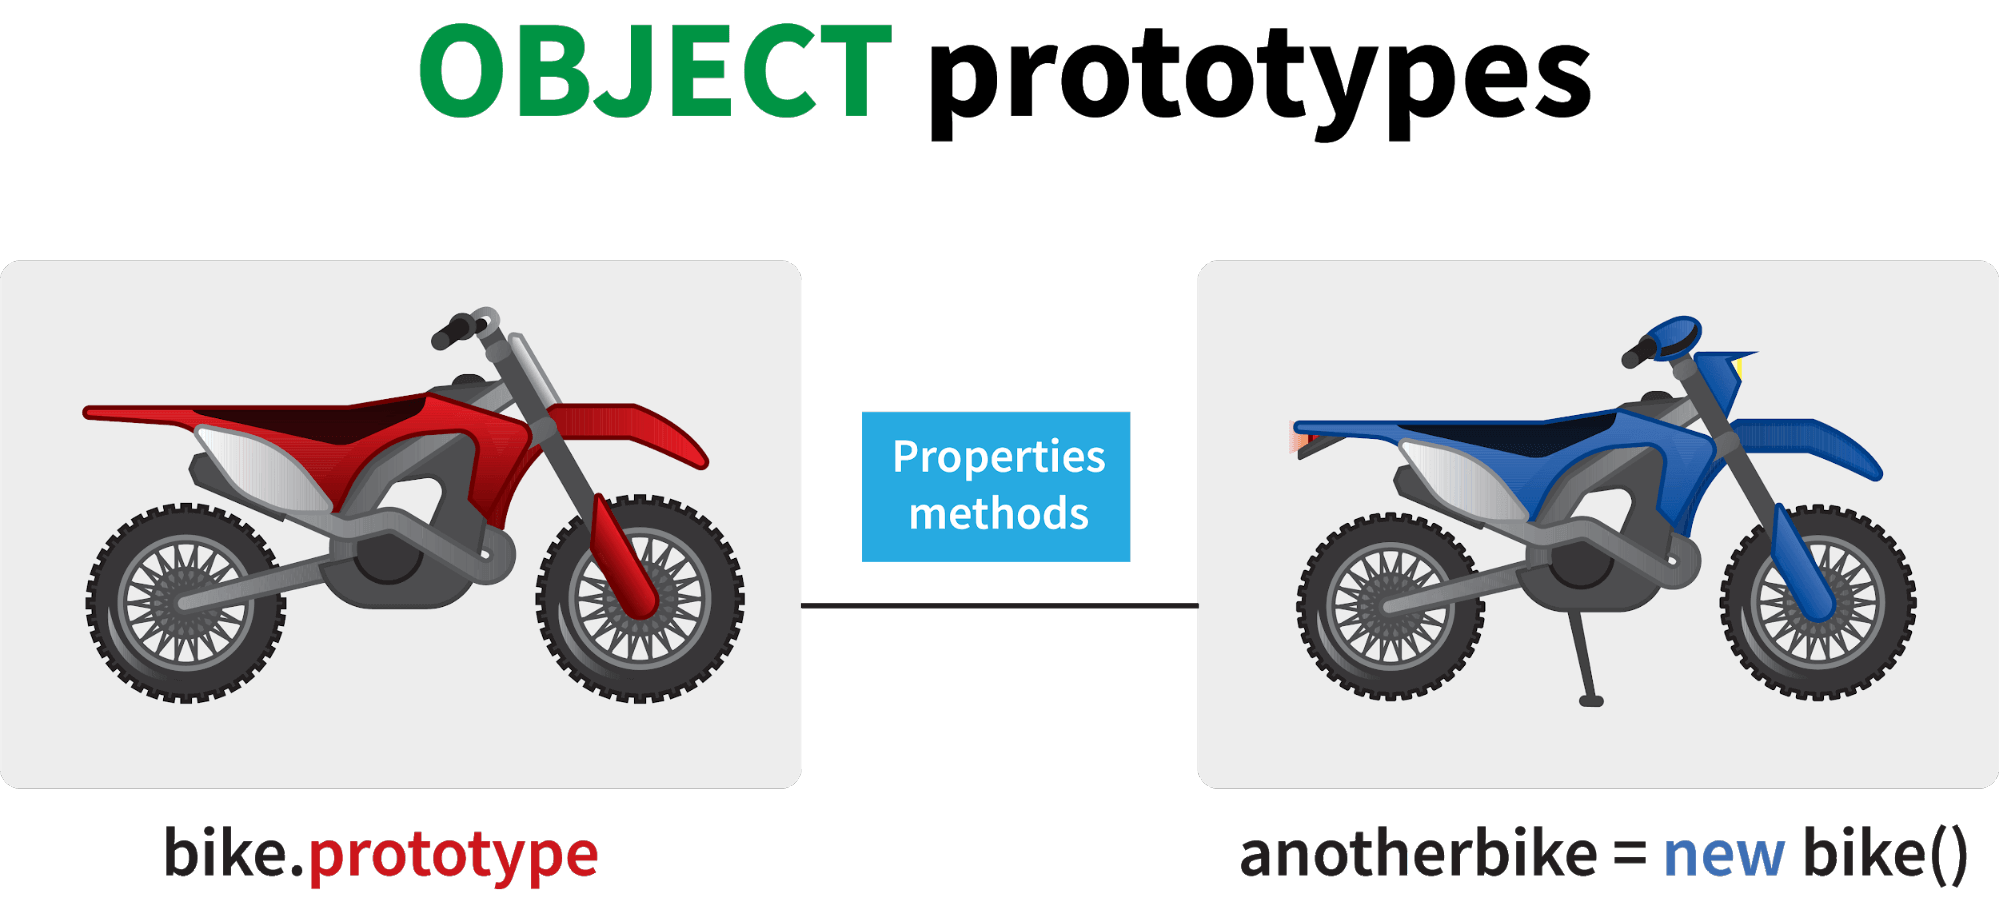 OBJECT prototypes
Properties
methods
bike.prototype
anotherbike = new bike()